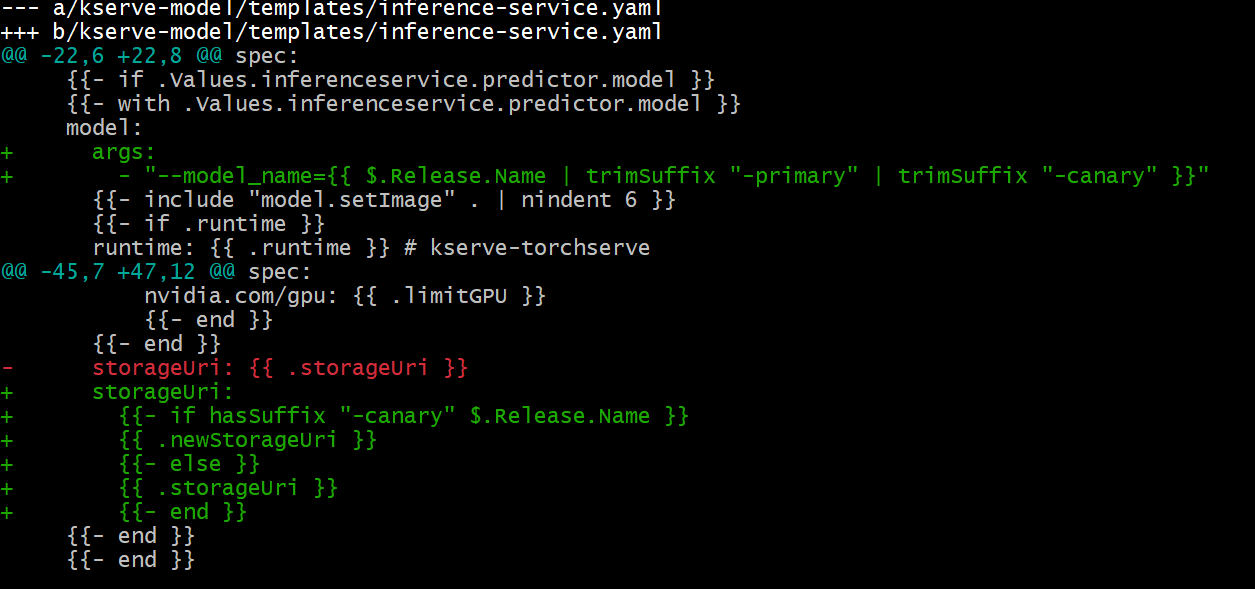 --- a/kserve-model/templates/inference-service.yaml
+++ b/kserve-model/templates/inference-service.yaml
@@ -22,6 +22,8 @@ spec:
     {{- if .Values.inferenceservice.predictor.model }}
     {{- with .Values.inferenceservice.predictor.model }}
     model:
+      args:
+        - "--model_name={{ $.Release.Name | trimSuffix "-primary" | trimSuffix "-canary" }}"
       {{- include "model.setImage" . | nindent 6 }}
       {{- if .runtime }}
       runtime: {{ .runtime }} # kserve-torchserve
@@ -45,7 +47,12 @@ spec:
           nvidia.com/gpu: {{ .limitGPU }}
           {{- end }}
       {{- end }}
-      storageUri: {{ .storageUri }}
+      storageUri:
+        {{- if hasSuffix "-canary" $.Release.Name }}
+        {{ .newStorageUri }}
+        {{- else }}
+        {{ .storageUri }}
+        {{- end }}
     {{- end }}
     {{- end }}